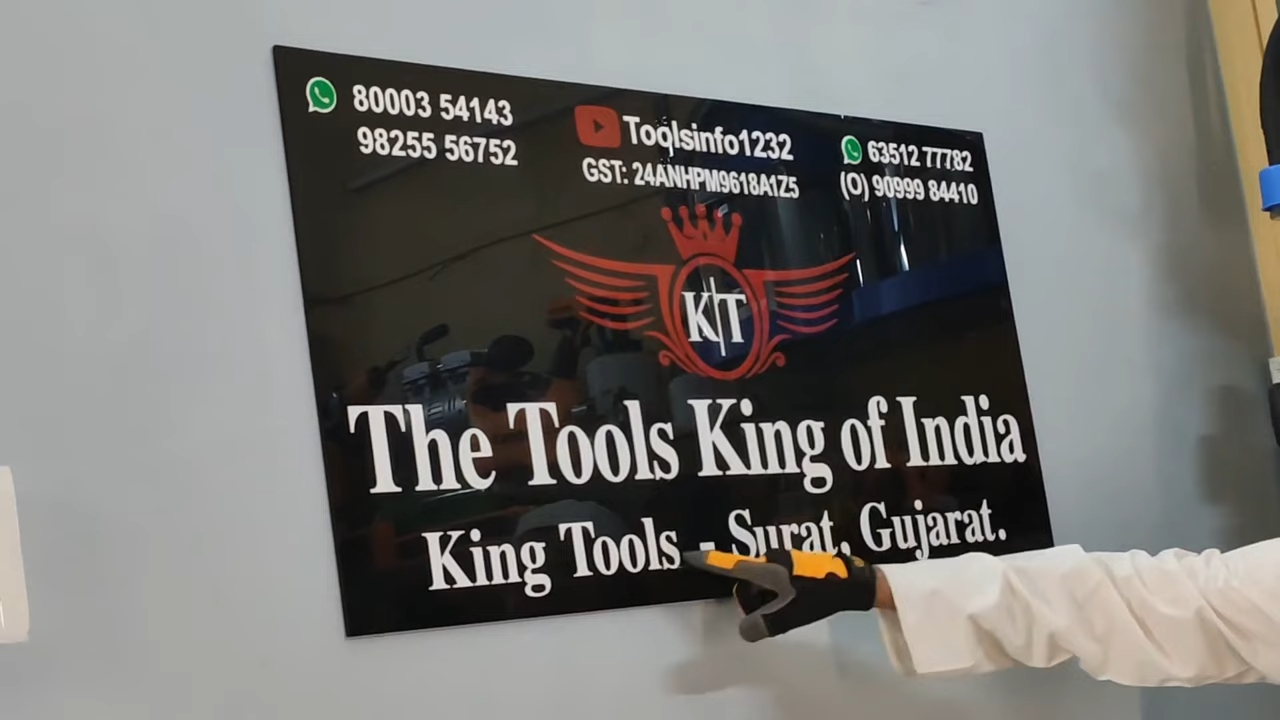 80003 54143
98255 56752
Toolsinfo1232
GST: 24ANHPM9618A1Z5
63512 77782
(O) 90999 84410
K|T
The Tools King of India
King Tools - Surat, Gujarat.